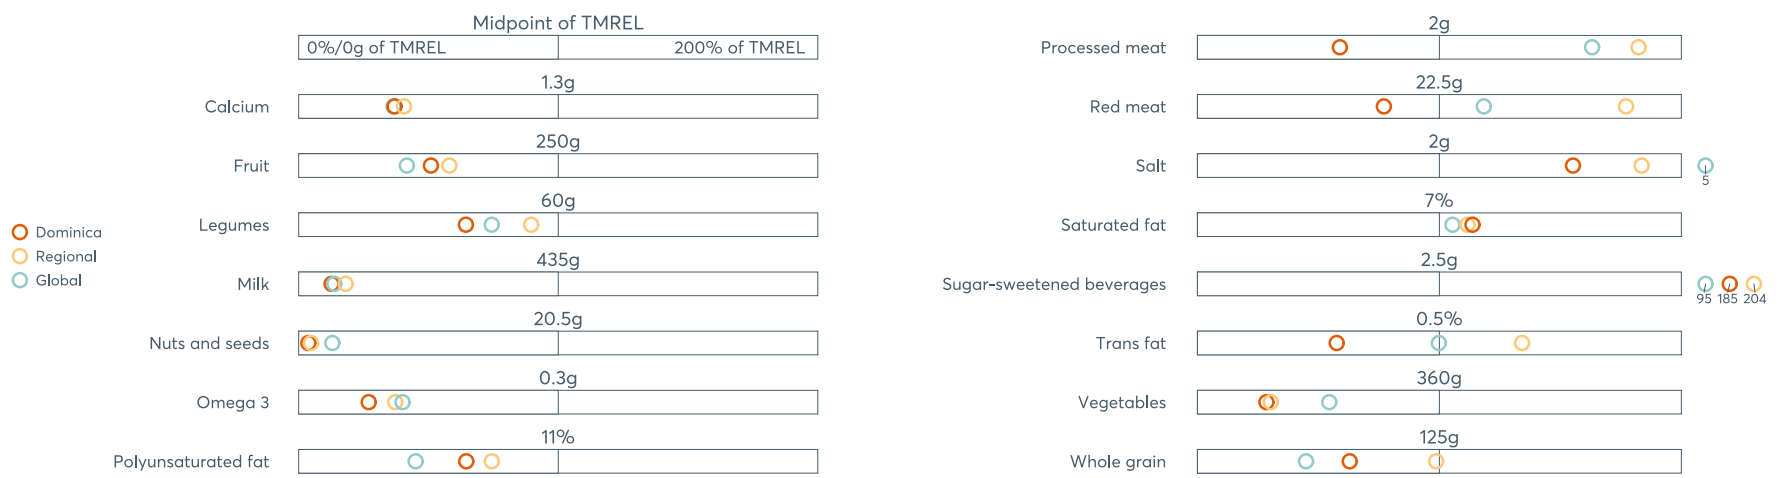 Midpoint of TMREL
0%/0g of TMREL 200% of TMREL
1.3g
Calcium
250g
Fruit
60g
Legumes
435g
Milk
20.5g
Nuts and seeds
0.3g
Omega 3
11%
Polyunsaturated fat
Dominica
Regional
Global
2g
Processed meat
22.5g
Red meat
2g
Salt
5
7%
Saturated fat
2.5g
Sugar-sweetened beverages
95 185 204
0.5%
Trans fat
360g
Vegetables
125g
Whole grain